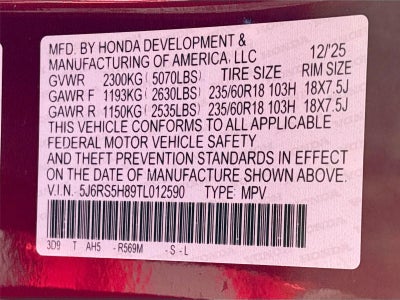 MFD. BY HONDA DEVELOPMENT &
MANUFACTURING OF AMERICA, LLC 12/'25
GVWR 2300KG (5070LBS) TIRE SIZE RIM SIZE
GAWR F 1193KG (2630LBS) 235/60R18 103H 18X7.5J
GAWR R 1150KG (2535LBS) 235/60R18 103H 18X7.5J
THIS VEHICLE CONFORMS TO ALL APPLICABLE
FEDERAL MOTOR VEHICLE SAFETY
AND THEFT PREVENTION STANDARDS IN EFFECT
ON THE DATE OF MANUFACTURE SHOWN ABOVE.
V.I.N. 5J6RS5H89TL012590 TYPE: MPV
3D9 T AH5 - R569M - S - L